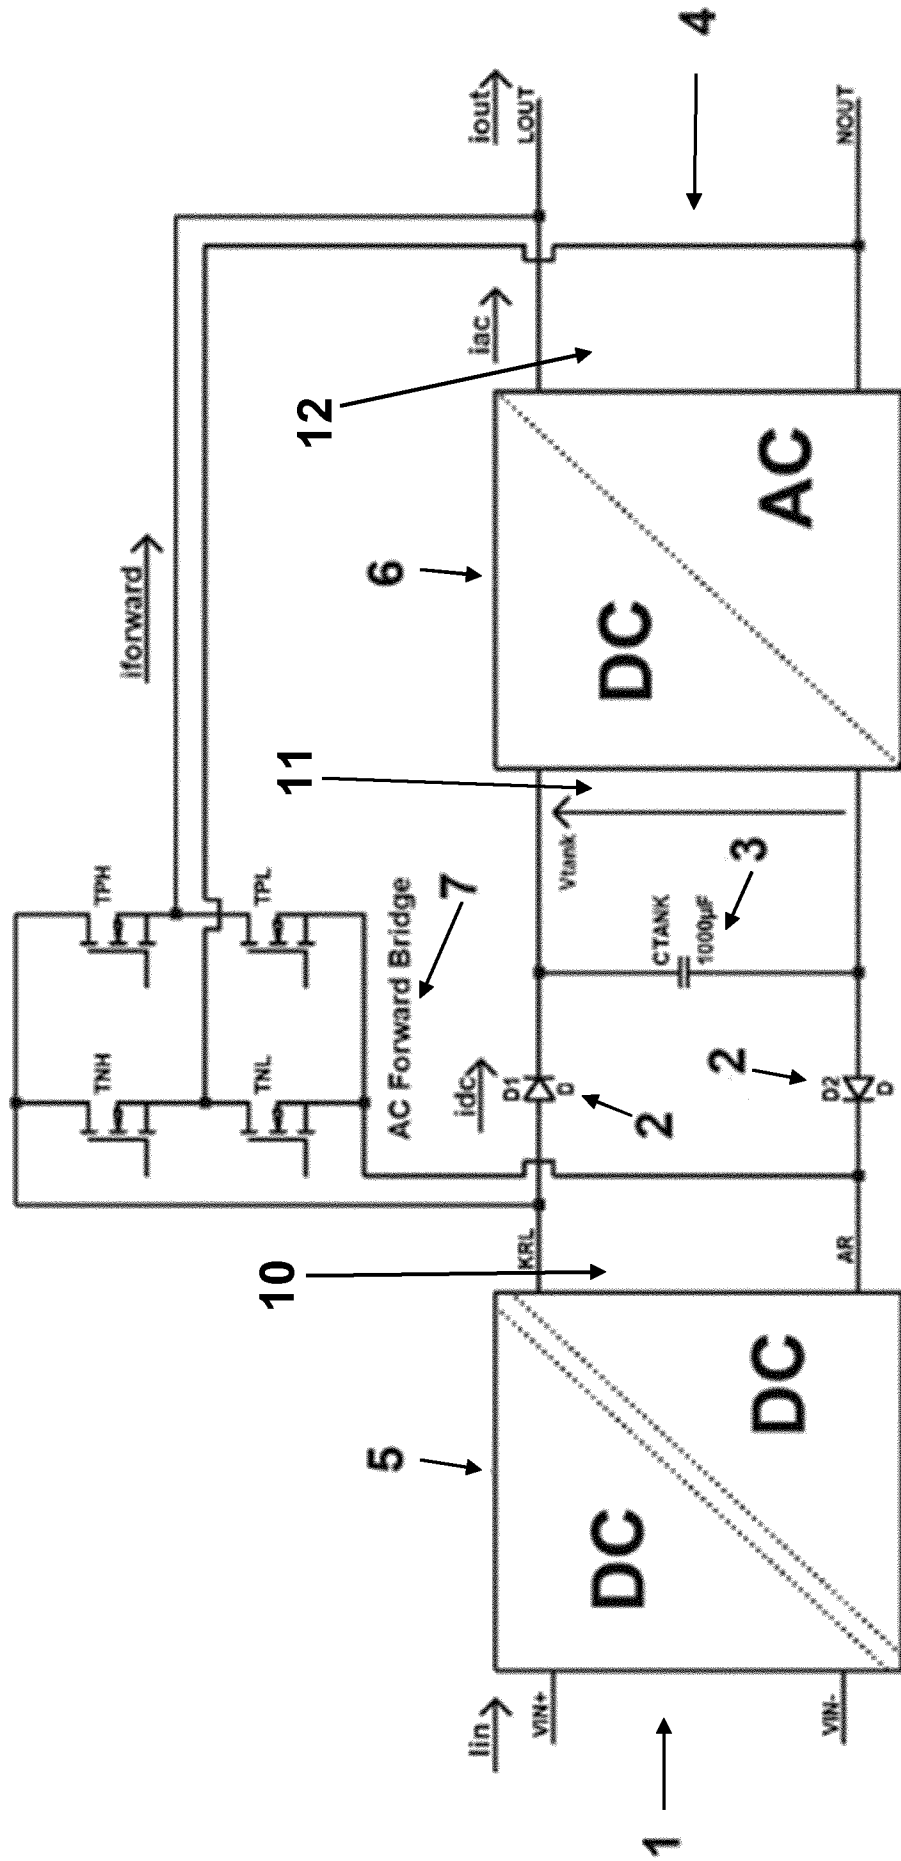 1
Iin
VIN+
VIN-
5
DC
DC
10
KRL
AR
TNH
TNL
TPH
TPL
AC Forward Bridge
7
idc
D1
D
2
2
D2
D
CTANK
1000µF
3
Vtank
11
6
DC
AC
iforward
12
iac
iout
LOUT
NOUT
4